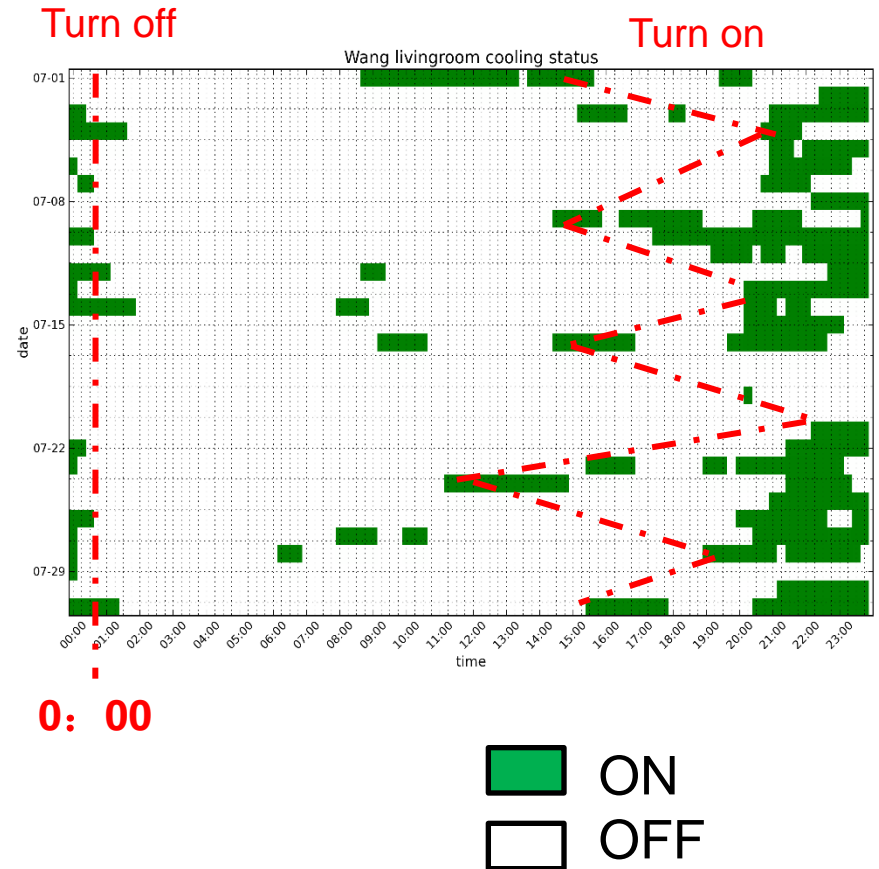 Turn off
Turn on
Wang livingroom cooling status
07-01
07-08
07-15
07-22
07-29
date
00:00 01:00 02:00 03:00 04:00 05:00 06:00 07:00 08:00 09:00 10:00 11:00 12:00 13:00 14:00 15:00 16:00 17:00 18:00 19:00 20:00 21:00 22:00 23:00
time
0：00
ON
OFF